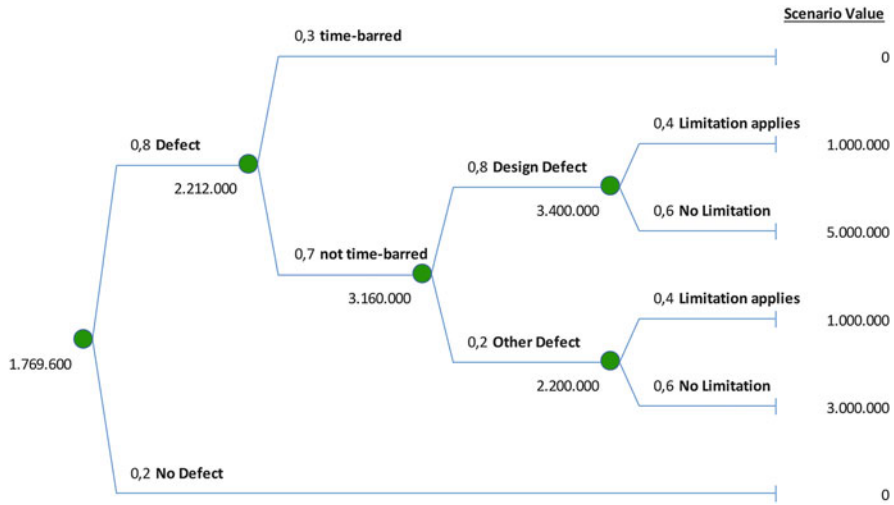 Scenario Value
0,3 time-barred
0
0,4 Limitation applies
1.000.000
0,8 Defect
0,8 Design Defect
2.212.000
3.400.000
0,6 No Limitation
5.000.000
0,7 not time-barred
3.160.000
0,4 Limitation applies
1.000.000
0,2 Other Defect
1.769.600
2.200.000
0,6 No Limitation
3.000.000
0,2 No Defect
0